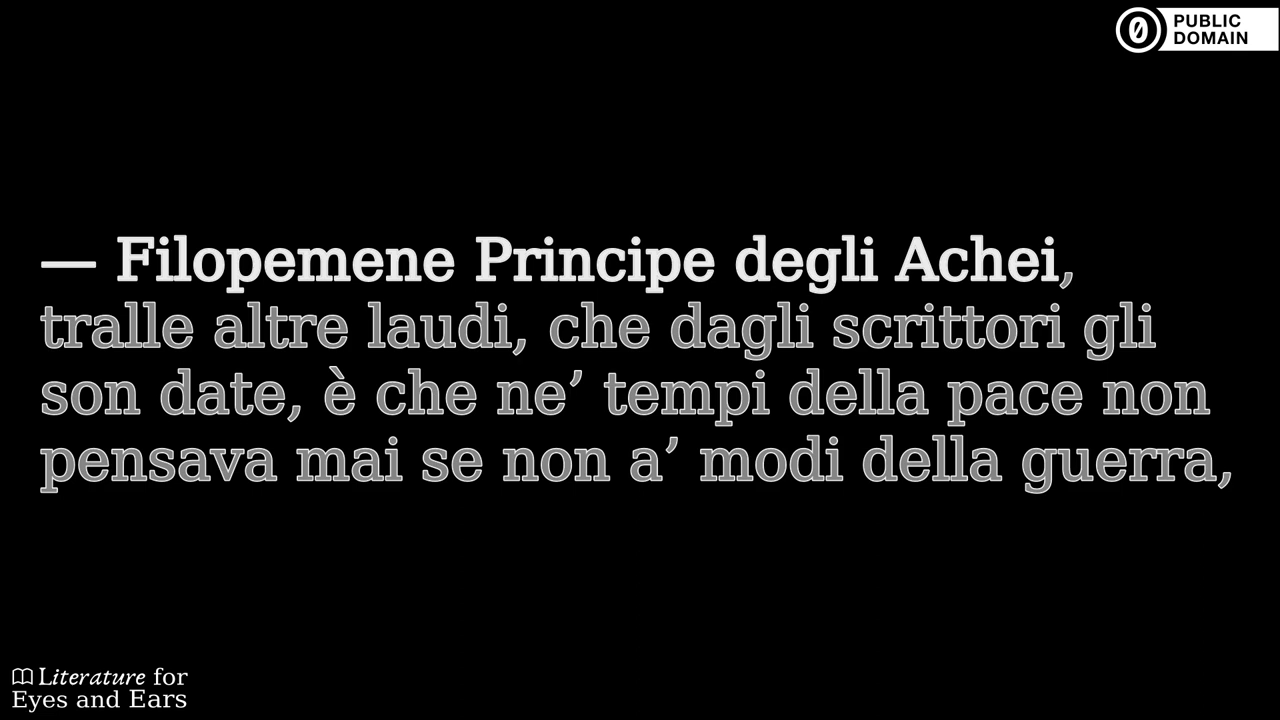 PUBLIC
DOMAIN
— Filopemene Principe degli Achei,
tralle altre laudi, che dagli scrittori gli
son date, è che ne’ tempi della pace non
pensava mai se non a’ modi della guerra,
Literature for
Eyes and Ears